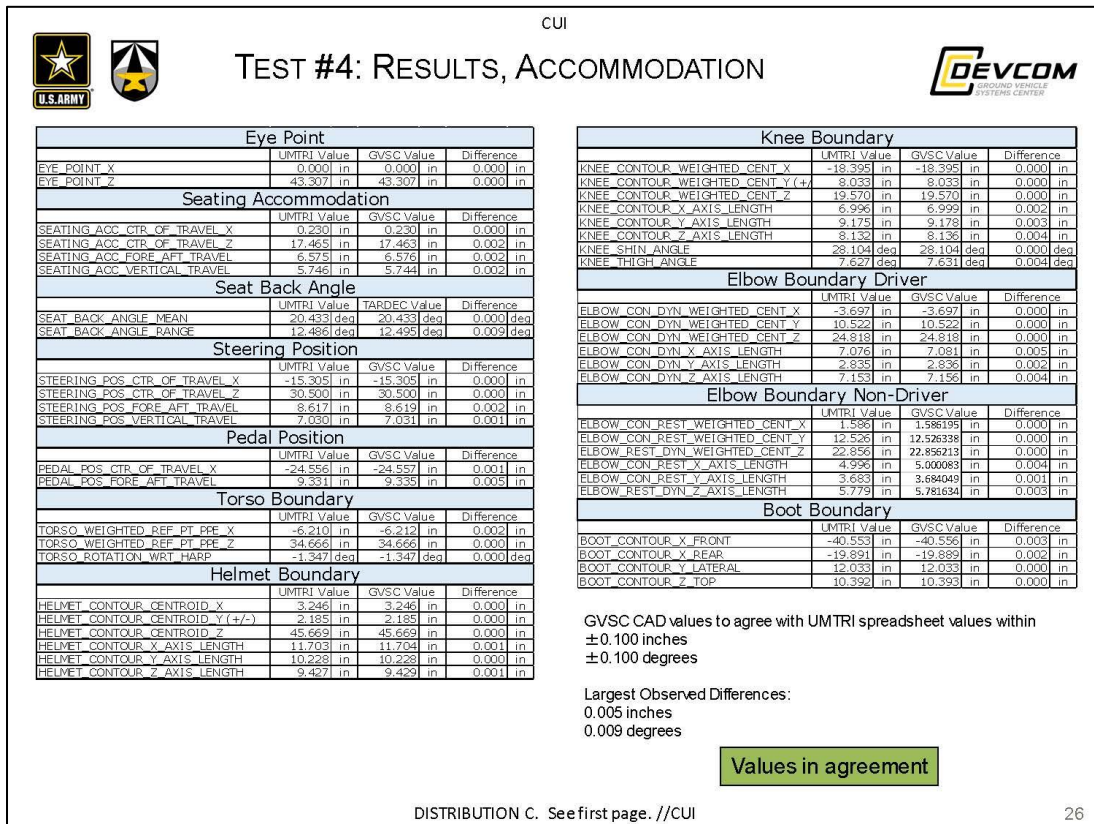 CUI
U.S.ARMY
TEST #4: RESULTS, ACCOMMODATION
DEVCOM
GROUND VEHICLE
SYSTEMS CENTER
Eye Point
UMTRI Value GVSC Value Difference
EYE_POINT_X 0.000 in 0.000 in 0.000 in
EYE_POINT_Z 43.307 in 43.307 in 0.000 in
Seating Accommodation
UMTRI Value GVSC Value Difference
SEATING_ACC_CTR_OF_TRAVEL_X 0.230 in 0.230 in 0.000 in
SEATING_ACC_CTR_OF_TRAVEL_Z 17.465 in 17.463 in 0.002 in
SEATING_ACC_FORE_AFT_TRAVEL 6.575 in 6.576 in 0.002 in
SEATING_ACC_VERTICAL_TRAVEL 5.746 in 5.744 in 0.002 in
Seat Back Angle
UMTRI Value TARDEC Value Difference
SEAT_BACK_ANGLE_MEAN 20.433 deg 20.433 deg 0.000 deg
SEAT_BACK_ANGLE_RANGE 12.486 deg 12.495 deg 0.009 deg
Steering Position
UMTRI Value GVSC Value Difference
STEERING_POS_CTR_OF_TRAVEL_X -15.305 in -15.305 in 0.000 in
STEERING_POS_CTR_OF_TRAVEL_Z 30.500 in 30.500 in 0.000 in
STEERING_POS_FORE_AFT_TRAVEL 8.617 in 8.619 in 0.002 in
STEERING_POS_VERTICAL_TRAVEL 7.030 in 7.031 in 0.001 in
Pedal Position
UMTRI Value GVSC Value Difference
PEDAL_POS_CTR_OF_TRAVEL_X -24.556 in -24.557 in 0.001 in
PEDAL_POS_FORE_AFT_TRAVEL 9.331 in 9.335 in 0.005 in
Torso Boundary
UMTRI Value GVSC Value Difference
TORSO_WEIGHTED_REF_PT_PPE_X -6.210 in -6.212 in 0.002 in
TORSO_WEIGHTED_REF_PT_PPE_Z 34.666 in 34.666 in 0.000 in
TORSO_ROTATION_WRT_HARP -1.347 deg -1.347 deg 0.000 deg
Helmet Boundary
UMTRI Value GVSC Value Difference
HELMET_CONTOUR_CENTROID_X 3.246 in 3.246 in 0.000 in
HELMET_CONTOUR_CENTROID_Y (+/-) 2.185 in 2.185 in 0.000 in
HELMET_CONTOUR_CENTROID_Z 45.669 in 45.669 in 0.000 in
HELMET_CONTOUR_X_AXIS_LENGTH 11.703 in 11.704 in 0.001 in
HELMET_CONTOUR_Y_AXIS_LENGTH 10.228 in 10.228 in 0.000 in
HELMET_CONTOUR_Z_AXIS_LENGTH 9.427 in 9.429 in 0.001 in
Knee Boundary
UMTRI Value GVSC Value Difference
KNEE_CONTOUR_WEIGHTED_CENT_X -18.395 in -18.395 in 0.000 in
KNEE_CONTOUR_WEIGHTED_CENT_Y (+/ 8.033 in 8.033 in 0.000 in
KNEE_CONTOUR_WEIGHTED_CENT_Z 19.570 in 19.570 in 0.000 in
KNEE_CONTOUR_X_AXIS_LENGTH 6.996 in 6.999 in 0.002 in
KNEE_CONTOUR_Y_AXIS_LENGTH 9.175 in 9.178 in 0.003 in
KNEE_CONTOUR_Z_AXIS_LENGTH 8.132 in 8.136 in 0.004 in
KNEE_SHIN_ANGLE 28.104 deg 28.104 deg 0.000 deg
KNEE_THIGH_ANGLE 7.627 deg 7.631 deg 0.004 deg
Elbow Boundary Driver
UMTRI Value GVSC Value Difference
ELBOW_CON_DYN_WEIGHTED_CENT_X -3.697 in -3.697 in 0.000 in
ELBOW_CON_DYN_WEIGHTED_CENT_Y 10.522 in 10.522 in 0.000 in
ELBOW_CON_DYN_WEIGHTED_CENT_Z 24.818 in 24.818 in 0.000 in
ELBOW_CON_DYN_X_AXIS_LENGTH 7.076 in 7.081 in 0.005 in
ELBOW_CON_DYN_Y_AXIS_LENGTH 2.835 in 2.836 in 0.002 in
ELBOW_CON_DYN_Z_AXIS_LENGTH 7.153 in 7.156 in 0.004 in
Elbow Boundary Non-Driver
UMTRI Value GVSC Value Difference
ELBOW_CON_REST_WEIGHTED_CENT_X 1.586 in 1.586195 in 0.000 in
ELBOW_CON_REST_WEIGHTED_CENT_Y 12.526 in 12.526338 in 0.000 in
ELBOW_REST_DYN_WEIGHTED_CENT_Z 22.856 in 22.856213 in 0.000 in
ELBOW_CON_REST_X_AXIS_LENGTH 4.996 in 5.000083 in 0.004 in
ELBOW_CON_REST_Y_AXIS_LENGTH 3.683 in 3.684049 in 0.001 in
ELBOW_REST_DYN_Z_AXIS_LENGTH 5.779 in 5.781634 in 0.003 in
Boot Boundary
UMTRI Value GVSC Value Difference
BOOT_CONTOUR_X_FRONT -40.553 in -40.556 in 0.003 in
BOOT_CONTOUR_X_REAR -19.891 in -19.889 in 0.002 in
BOOT_CONTOUR_Y_LATERAL 12.033 in 12.033 in 0.000 in
BOOT_CONTOUR_Z_TOP 10.392 in 10.393 in 0.000 in
GVSC CAD values to agree with UMTRI spreadsheet values within
±0.100 inches
±0.100 degrees
Largest Observed Differences:
0.005 inches
0.009 degrees
Values in agreement
DISTRIBUTION C. See first page. //CUI
26